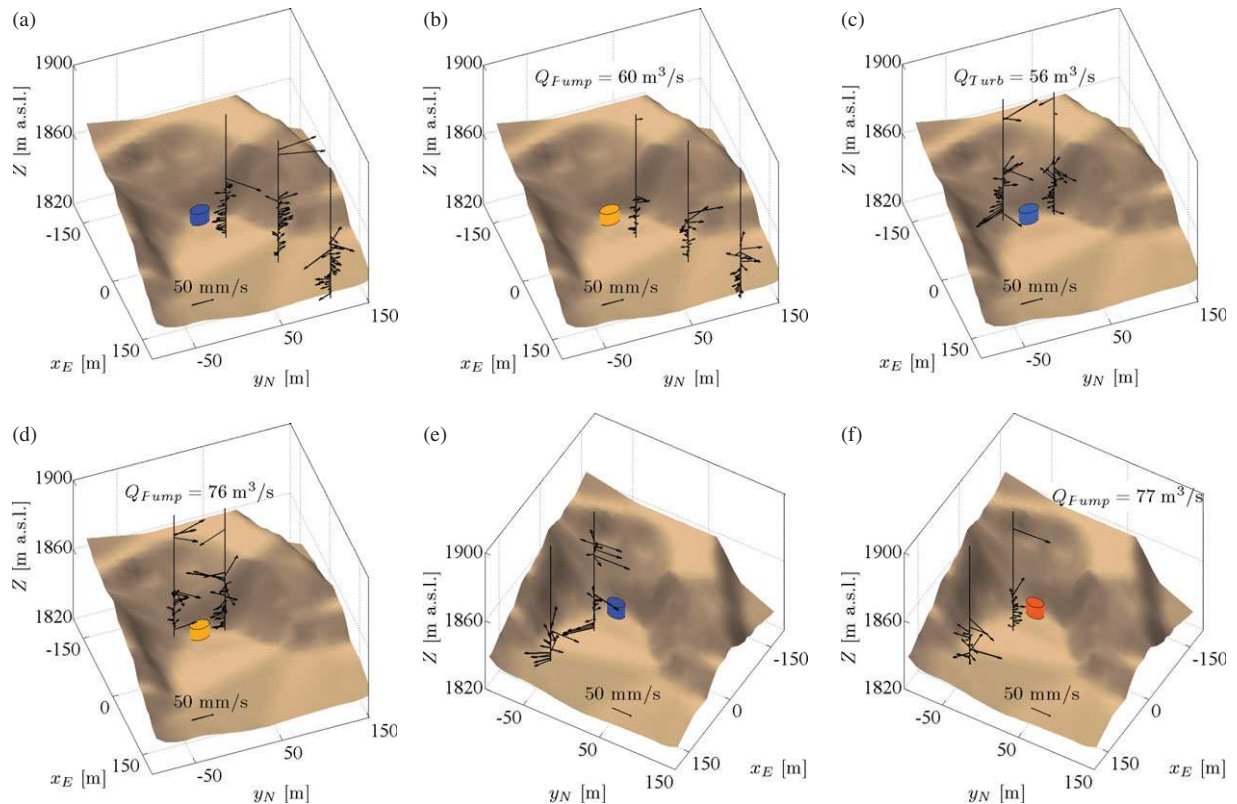 (a)
1900
1860
1820
Z [m a.s.l.]
-150
0
150
x_E [m]
-50
50
150
y_N [m]
50 mm/s
(b)
1900
1860
1820
Z [m a.s.l.]
Q_Pump = 60 m³/s
-150
0
150
x_E [m]
-50
50
150
y_N [m]
50 mm/s
(c)
1900
1860
1820
Z [m a.s.l.]
Q_Turb = 56 m³/s
-150
0
150
x_E [m]
-50
50
150
y_N [m]
50 mm/s
(d)
1900
1860
1820
Z [m a.s.l.]
Q_Pump = 76 m³/s
-150
0
150
x_E [m]
-50
50
150
y_N [m]
50 mm/s
(e)
1900
1860
1820
Z [m a.s.l.]
-50
50
150
y_N [m]
-150
0
150
x_E [m]
50 mm/s
(f)
1900
1860
1820
Z [m a.s.l.]
Q_Pump = 77 m³/s
-50
50
150
y_N [m]
-150
0
150
x_E [m]
50 mm/s